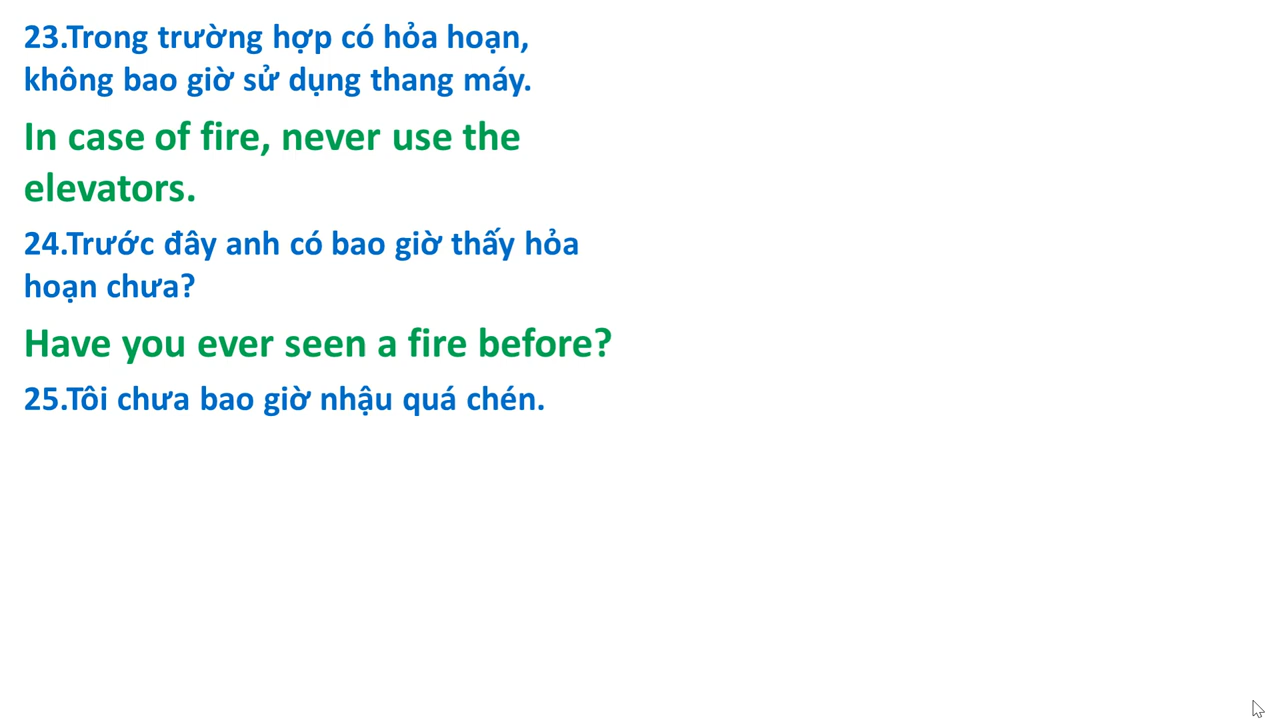 23.Trong trường hợp có hỏa hoạn,
không bao giờ sử dụng thang máy.
In case of fire, never use the
elevators.
24.Trước đây anh có bao giờ thấy hỏa
hoạn chưa?
Have you ever seen a fire before?
25.Tôi chưa bao giờ nhậu quá chén.